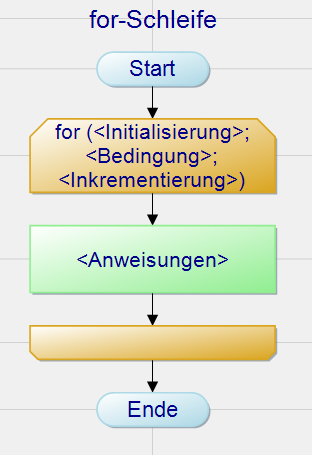 for-Schleife
Start
for (<Initialisierung>;
<Bedingung>;
<Inkrementierung>)
<Anweisungen>
Ende